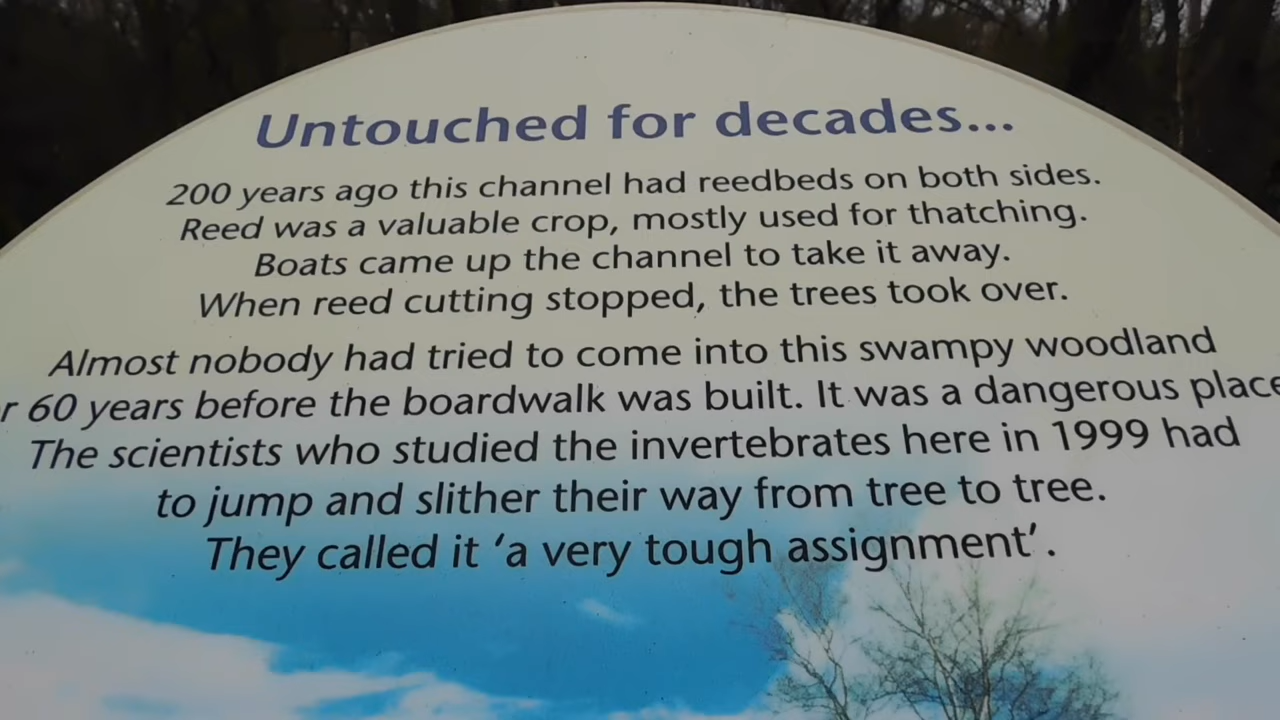 Untouched for decades...
200 years ago this channel had reedbeds on both sides.
Reed was a valuable crop, mostly used for thatching.
Boats came up the channel to take it away.
When reed cutting stopped, the trees took over.
Almost nobody had tried to come into this swampy woodland
60 years before the boardwalk was built. It was a dangerous place
The scientists who studied the invertebrates here in 1999 had
to jump and slither their way from tree to tree.
They called it ‘a very tough assignment’.